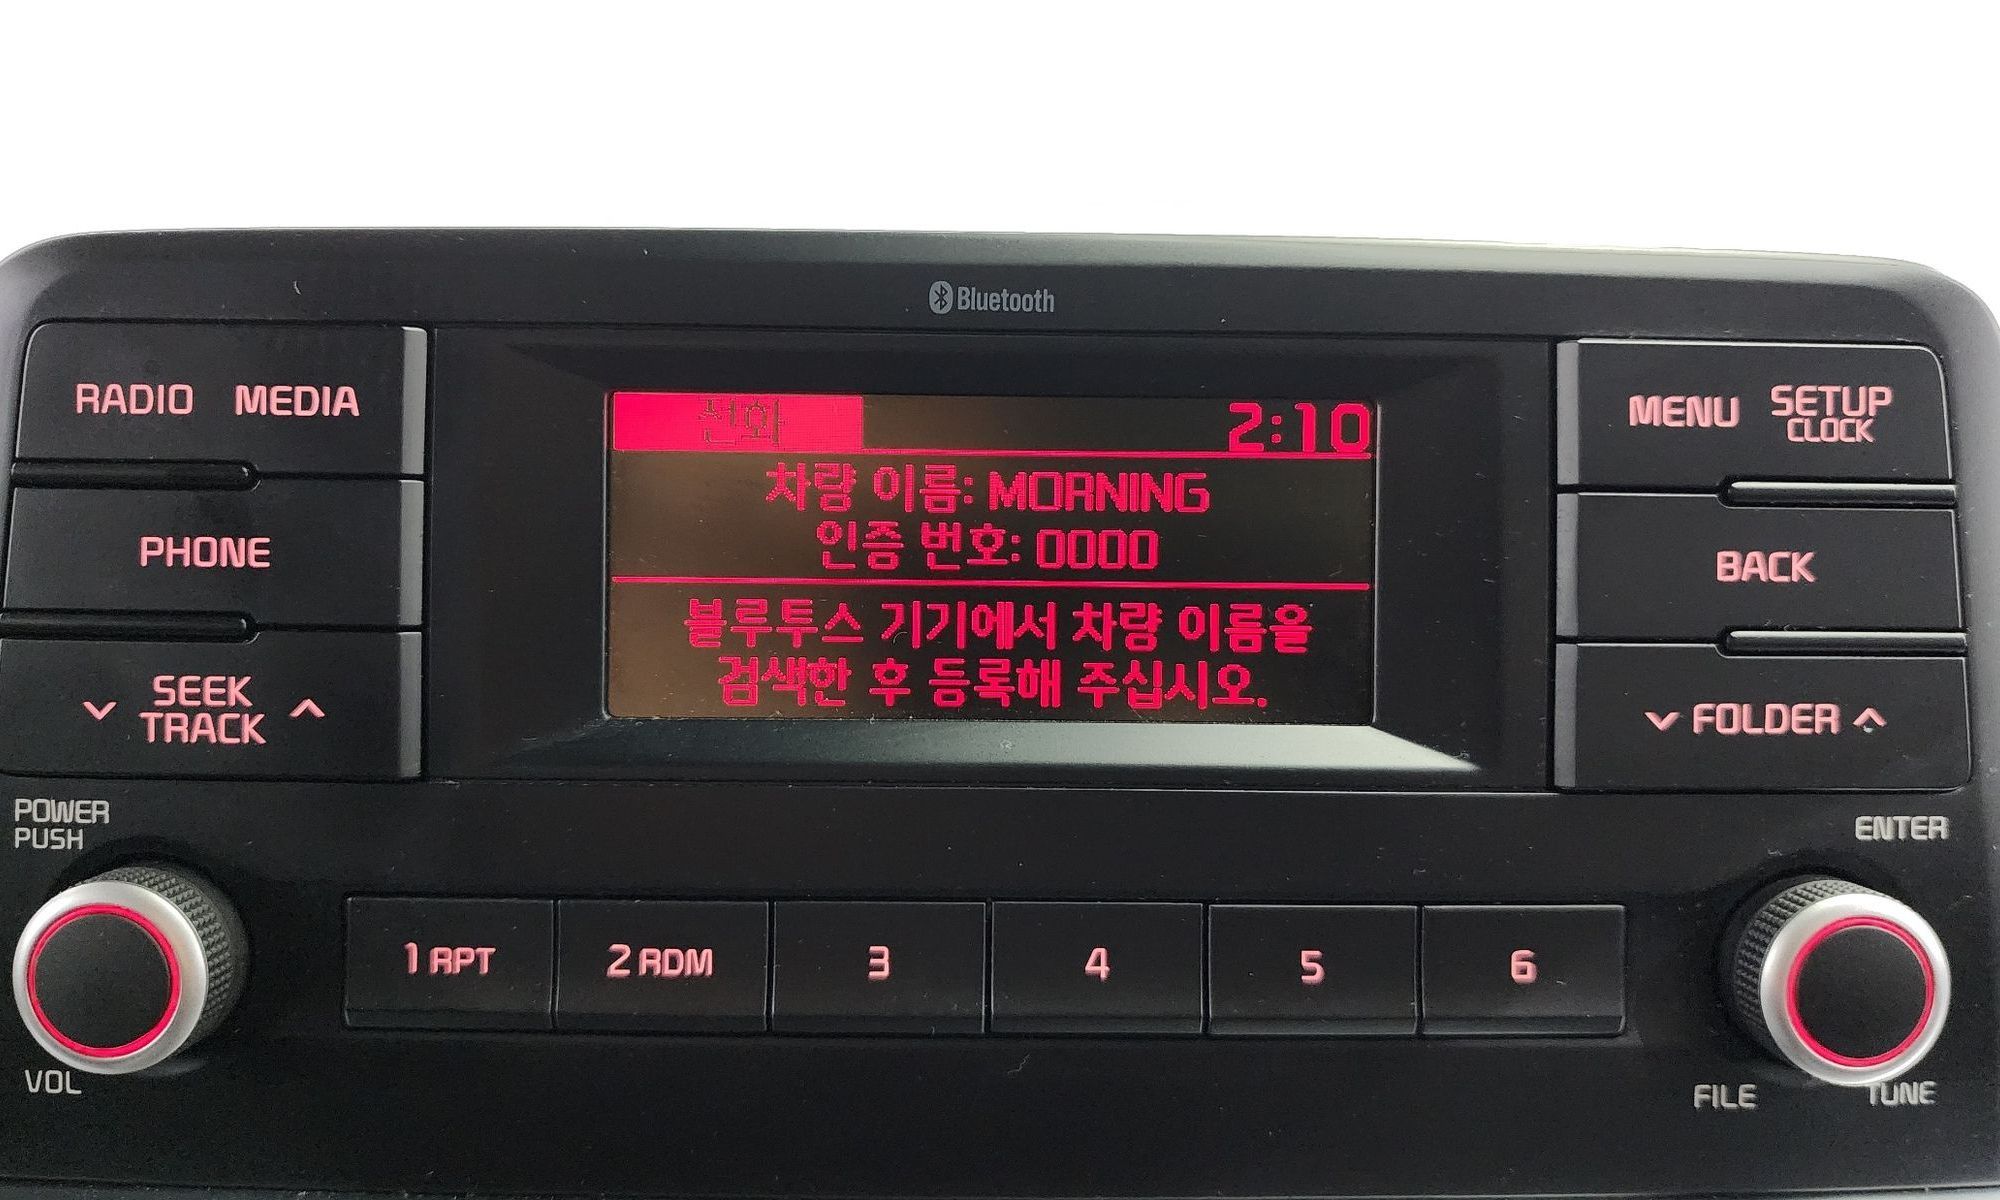 Bluetooth
RADIO MEDIA
전화 2:10
MENU SETUP
CLOCK
차량 이름: MORNING
인증 번호: 0000
PHONE
BACK
블루투스 기기에서 차량 이름을
검색한 후 등록해 주십시오.
SEEK
TRACK
FOLDER
POWER
PUSH
ENTER
1 RPT 2 RDM 3 4 5 6
VOL
FILE TUNE